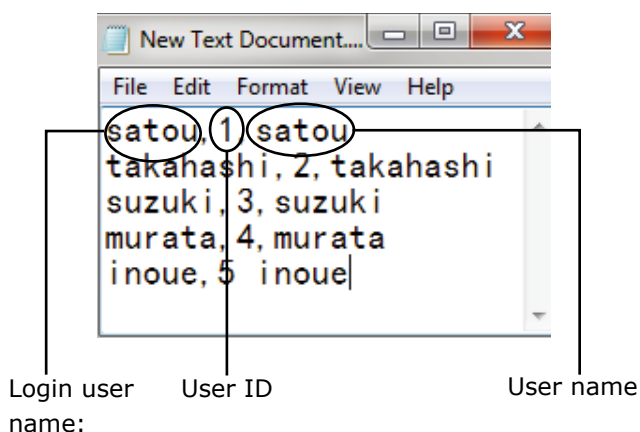 New Text Document....
File Edit Format View Help
satou, 1, satou
takahashi, 2, takahashi
suzuki, 3, suzuki
murata, 4, murata
inoue, 5 inoue
Login user name:
User ID
User name